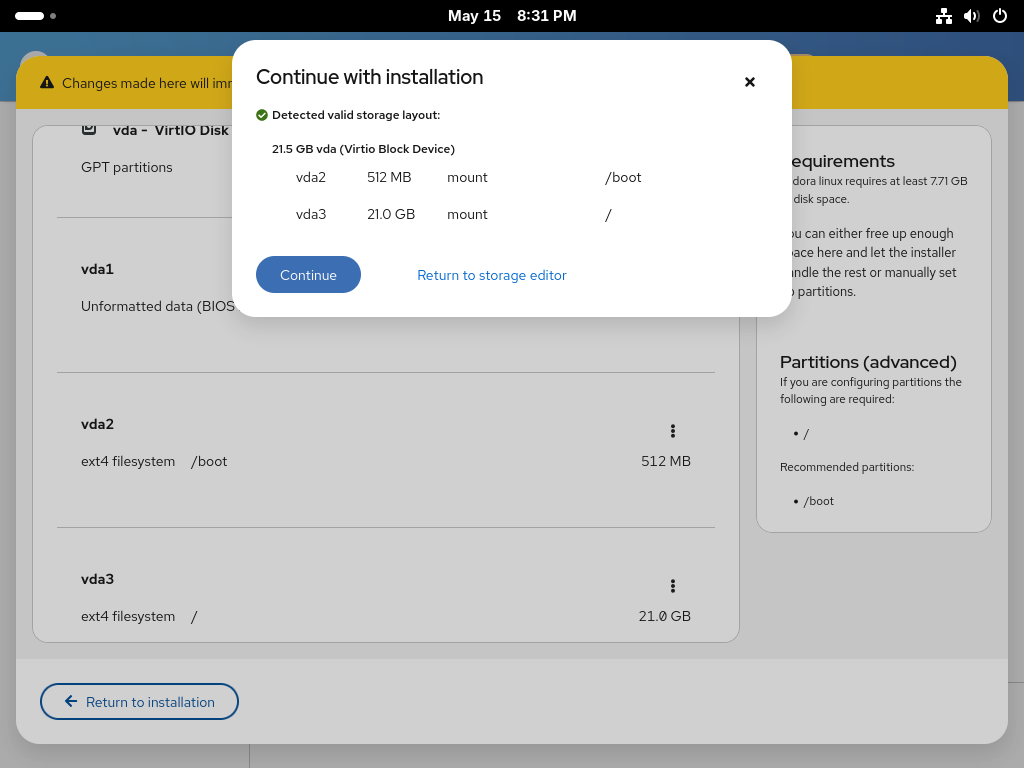 May 15 8:31 PM
Changes made here will imm
Continue with installation
Detected valid storage layout:
21.5 GB vda (Virtio Block Device)
vda2 512 MB mount /boot
vda3 21.0 GB mount /
Continue Return to storage editor
vda - VirtIO Disk
GPT partitions
vda1
Unformatted data (BIOS
vda2
ext4 filesystem /boot 512 MB
vda3
ext4 filesystem / 21.0 GB
equirements
dora linux requires at least 7.71 GB
disk space.
ou can either free up enough
ace here and let the installer
ndle the rest or manually set
partitions.
Partitions (advanced)
If you are configuring partitions the
following are required:
• /
Recommended partitions:
• /boot
Return to installation